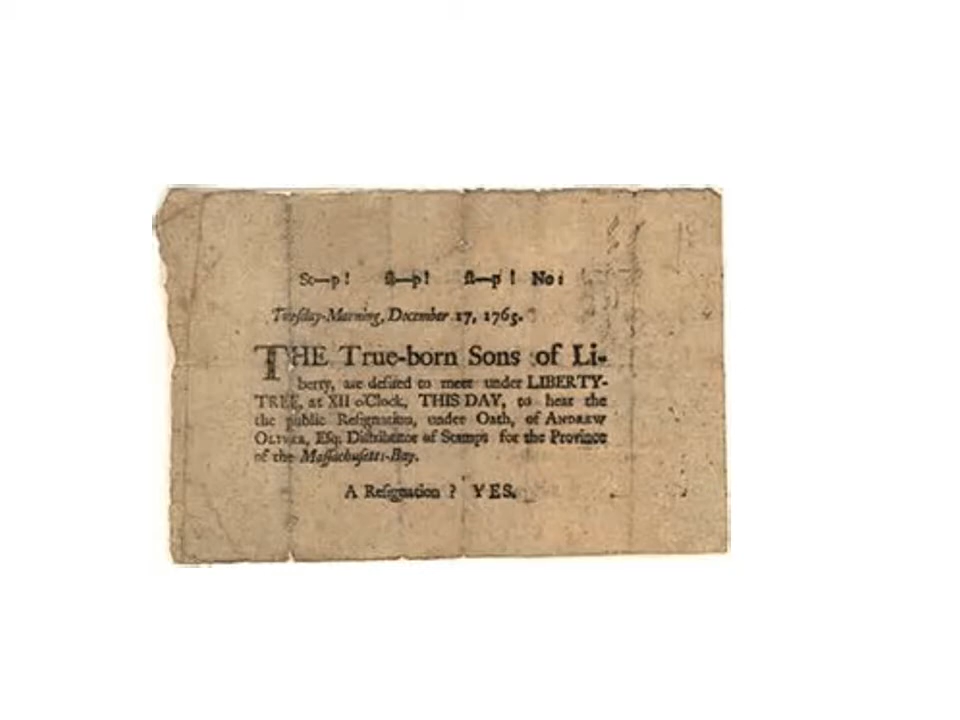 St—p! ſt—p! ſt—p! No:
Tueſday-Morning, December 17, 1765.
THE True-born Sons of Li-
berty, are deſired to meet under LIBERTY-
TREE, at XII o'Clock, THIS DAY, to hear the
the public Reſignation, under Oath, of ANDREW
OLIVER, Eſq; Diſtributor of Stamps for the Province
of the Maſſachuſetts-Bay.
A Reſignation? YES.